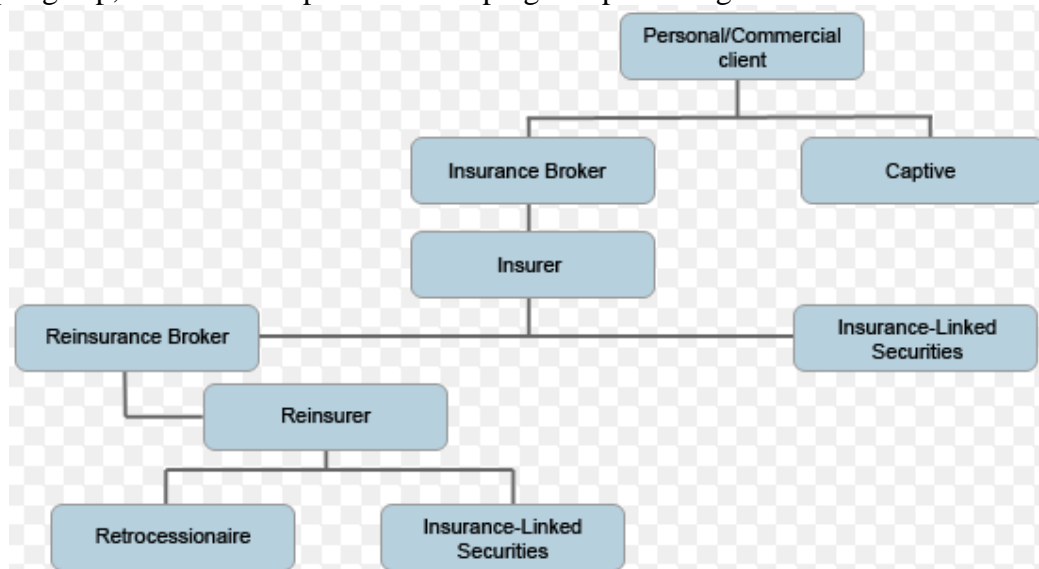 Personal/Commercial
client
Insurance Broker
Captive
Insurer
Reinsurance Broker
Insurance-Linked
Securities
Reinsurer
Retrocessionaire
Insurance-Linked
Securities